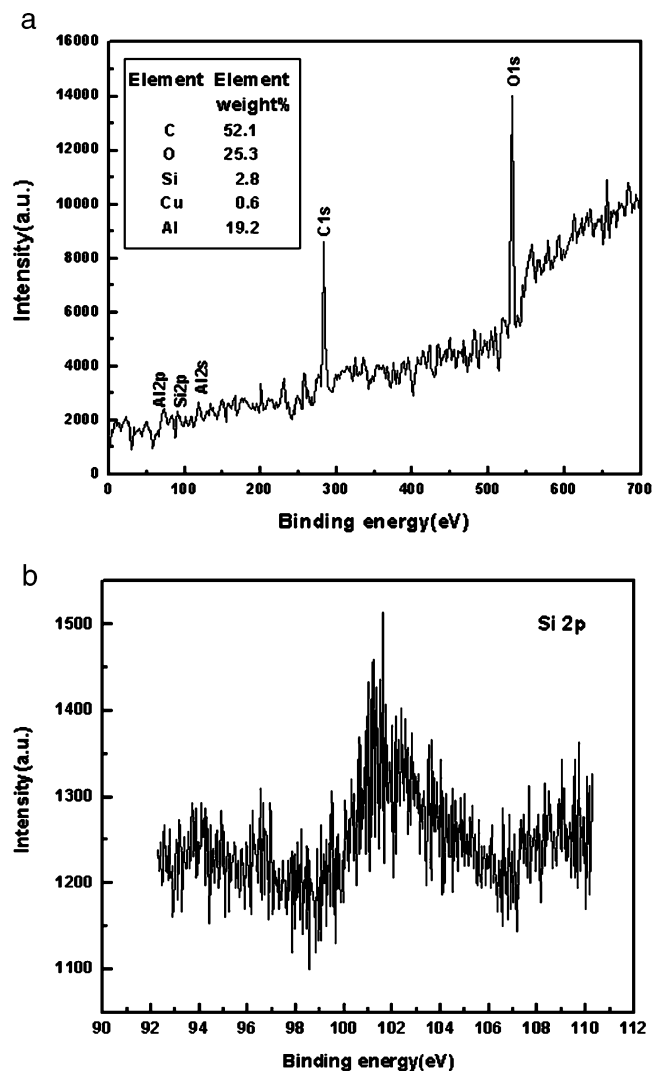 a
16000
14000
12000
10000
8000
6000
4000
2000
0
Intensity(a.u.)
Element Element
weight%
C 52.1
O 25.3
Si 2.8
Cu 0.6
Al 19.2
Al2p
Si2p
Al2s
C1s
O1s
0 100 200 300 400 500 600 700
Binding energy(eV)
b
Si 2p
1500
1400
1300
1200
1100
Intensity(a.u.)
90 92 94 96 98 100 102 104 106 108 110 112
Binding energy(eV)